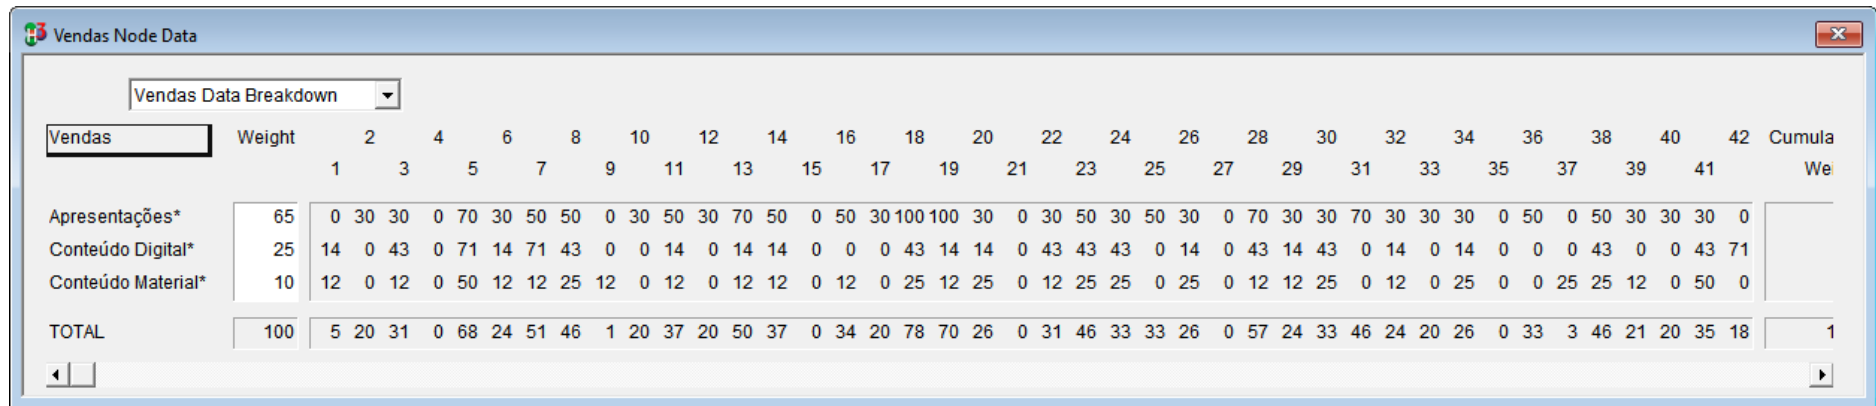 Vendas Node Data
Vendas Data Breakdown
Vendas Weight 2 4 6 8 10 12 14 16 18 20 22 24 26 28 30 32 34 36 38 40 42 Cumula
1 3 5 7 9 11 13 15 17 19 21 23 25 27 29 31 33 35 37 39 41 Wei
Apresentações* 65 0 30 30 0 70 30 50 50 0 30 50 30 70 50 0 50 30 100 100 30 0 30 50 30 50 30 0 70 30 30 70 30 30 30 0 50 0 50 30 30 30 0
Conteúdo Digital* 25 14 0 43 0 71 14 71 43 0 0 14 0 14 14 0 0 0 43 14 14 0 43 43 43 0 14 0 43 14 43 0 14 0 14 0 0 0 43 0 0 43 71
Conteúdo Material* 10 12 0 12 0 50 12 12 25 12 0 12 0 12 12 0 12 0 25 12 25 0 12 25 25 0 25 0 12 12 25 0 12 0 25 0 0 25 25 12 0 50 0
TOTAL 100 5 20 31 0 68 24 51 46 1 20 37 20 50 37 0 34 20 78 70 26 0 31 46 33 33 26 0 57 24 33 46 24 20 26 0 33 3 46 21 20 35 18 1